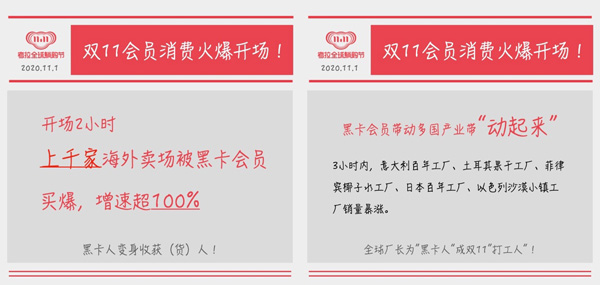 11.11
考拉全球购物节
2020.11.1
双11会员消费火爆开场！
开场2小时
上千家海外卖场被黑卡会员
买爆，增速超100%
黑卡人变身收获（货）人！
11.11
考拉全球购物节
2020.11.1
双11会员消费火爆开场！
黑卡会员带动多国产业带“动起来”
3小时内，意大利百年工厂、土耳其果干工厂、菲律
宾椰子水工厂、日本百年工厂、以色列沙漠小镇工
厂销量暴涨。
全球厂长为“黑卡人”成双11“打工人”！